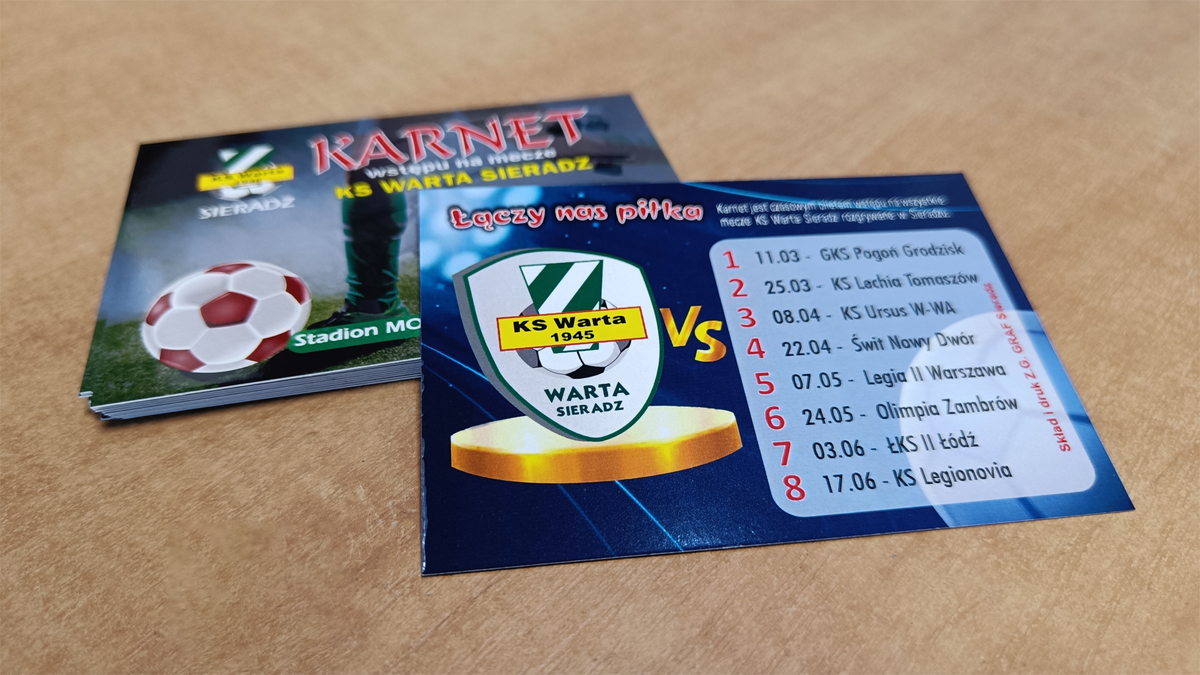 KARNET
wstępu na mecze
KS WARTA SIERADZ
KS Warta
1945
SIERADZ
Stadion MO
Łączy nas piłka
Karnet jest czasowym biletem wstępu na wszystkie
mecze KS Warta Sieradz rozgrywane w Sieradzu.
KS Warta
1945
WARTA
SIERADZ
VS
1 11.03 - GKS Pogoń Grodzisk
2 25.03 - KS Lechia Tomaszów
3 08.04 - KS Ursus W-WA
4 22.04 - Świt Nowy Dwór
5 07.05 - Legia II Warszawa
6 24.05 - Olimpia Zambrów
7 03.06 - ŁKS II Łódź
8 17.06 - KS Legionovia
Skład i druk Z.G. GRAF Sieradz